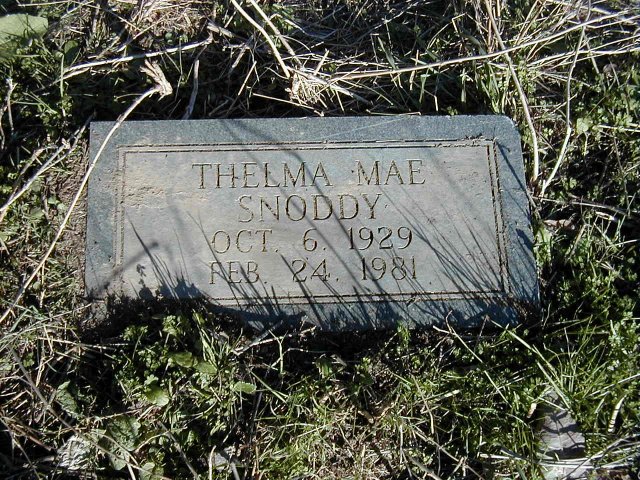 THELMA MAE
SNODDY
OCT. 6, 1929
FEB 24, 1981